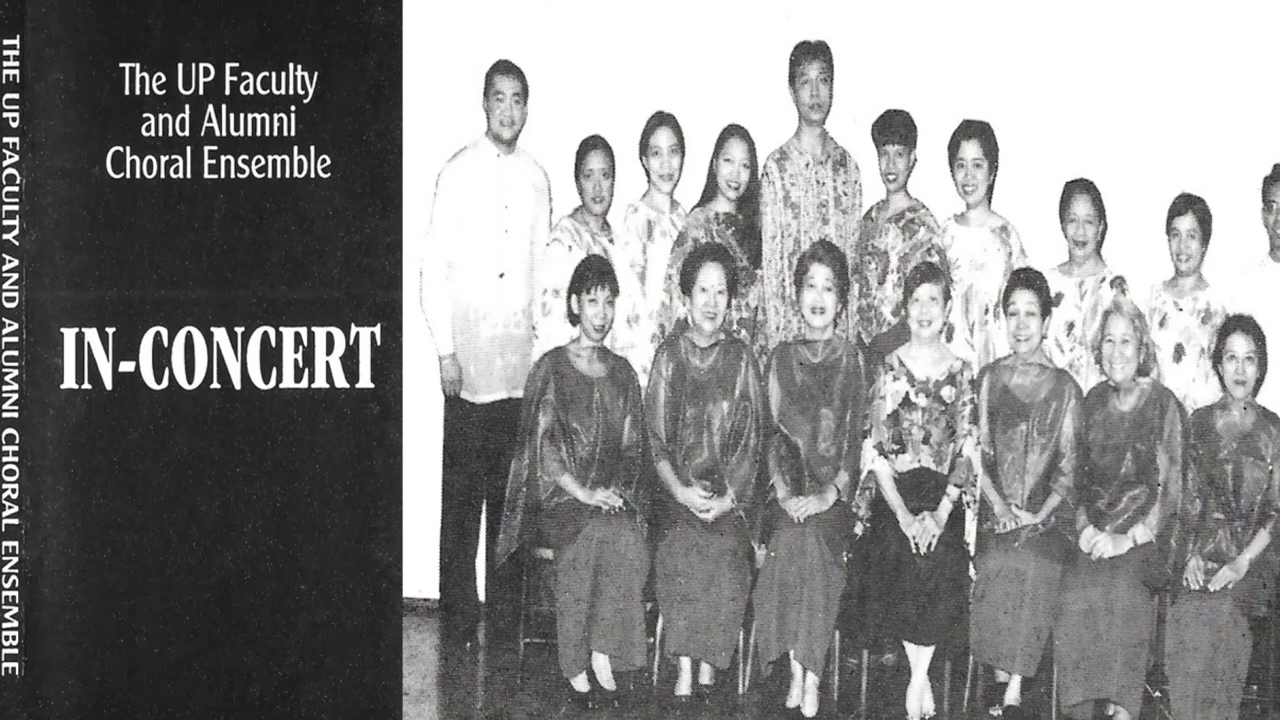 THE UP FACULTY AND ALUMNI CHORAL ENSEMBLE
The UP Faculty
and Alumni
Choral Ensemble
IN-CONCERT